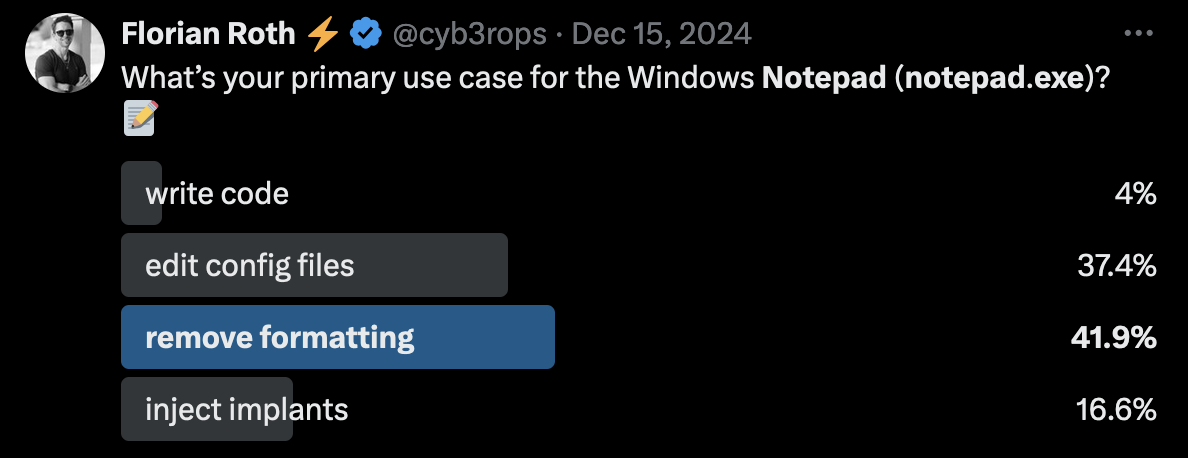 Florian Roth ⚡ @cyb3rops · Dec 15, 2024
What’s your primary use case for the Windows Notepad (notepad.exe)?
📝
write code 4%
edit config files 37.4%
remove formatting 41.9%
inject implants 16.6%